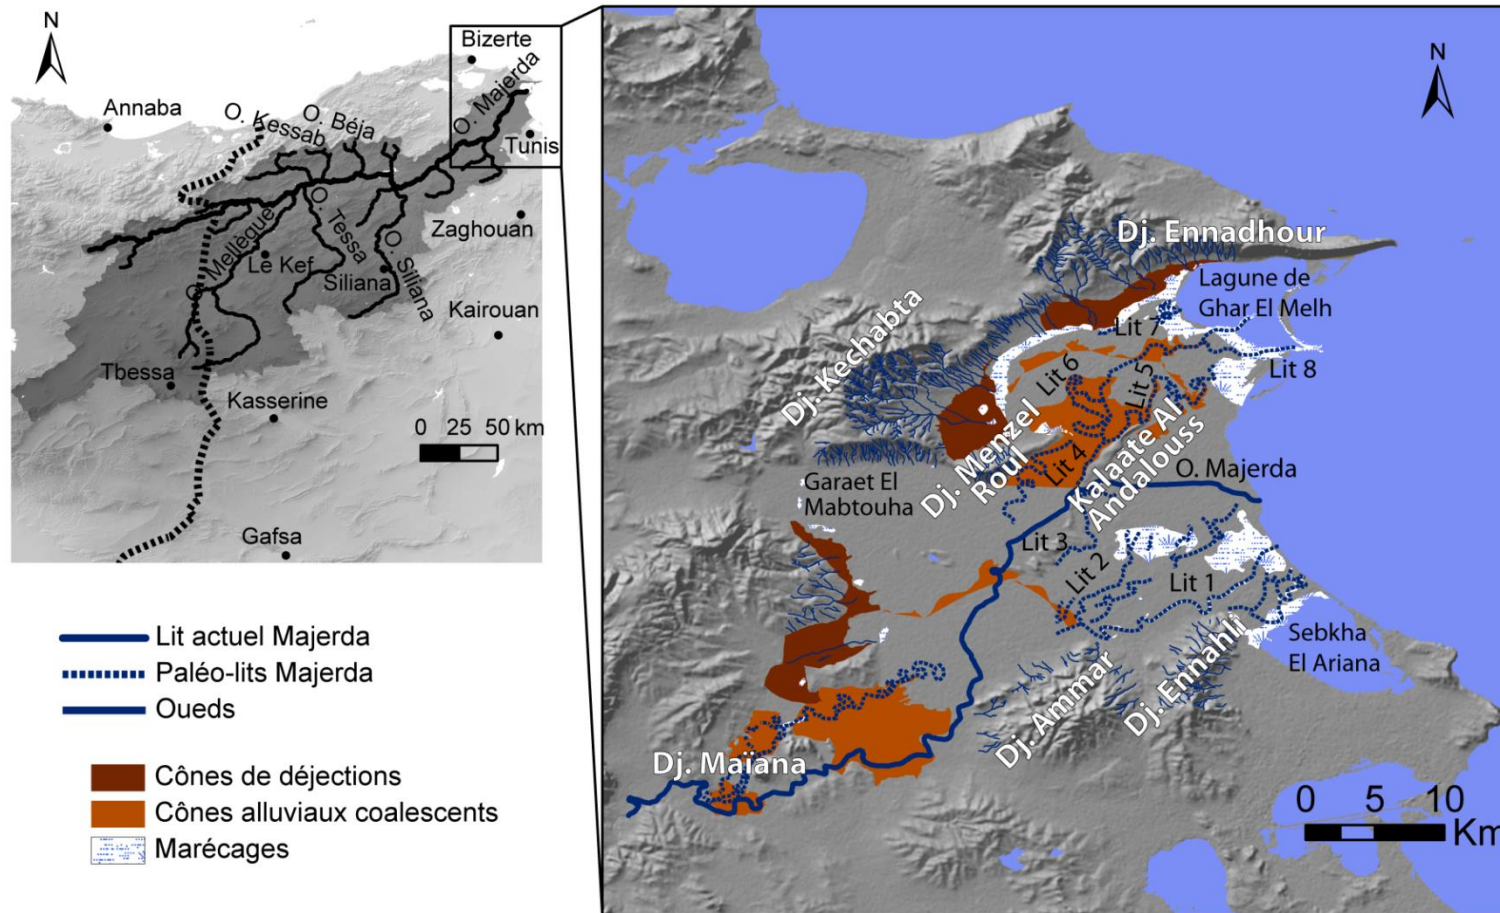 N
Bizerte
Annaba
O. Kessab
O. Béja
O. Majerda
Tunis
O. Mellègue
O. Tessa
O. Siliana
Zaghouan
Le Kef
Siliana
Kairouan
Tbessa
Kasserine
0 25 50 km
Gafsa
Lit actuel Majerda
Paléo-lits Majerda
Oueds
Cônes de déjections
Cônes alluviaux coalescents
Marécages
N
Dj. Ennadhour
Lagune de
Ghar El Melh
Dj. Kechabta
Lit 7
Lit 8
Lit 6
Lit 5
Dj. Menzel
Roul
Lit 4
Kalaate Al
Andalouss
O. Majerda
Garaet El
Mabtouha
Lit 3
Lit 2
Lit 1
Sebkha
El Ariana
Dj. Ammar
Dj. Ennahli
Dj. Maïana
0 5 10
Km